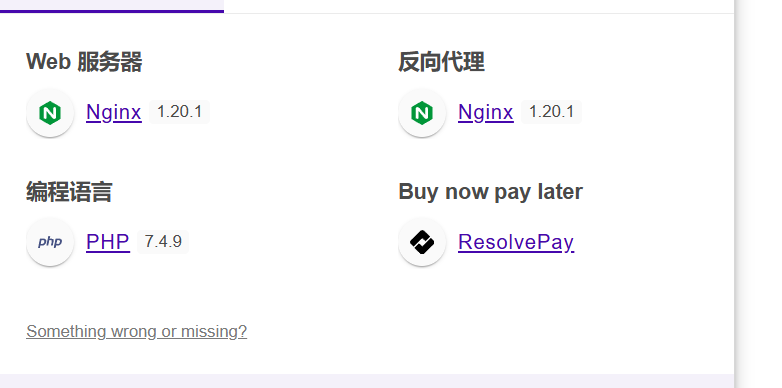 Web 服务器
Nginx 1.20.1
反向代理
Nginx 1.20.1
编程语言
php PHP 7.4.9
Buy now pay later
ResolvePay
Something wrong or missing?